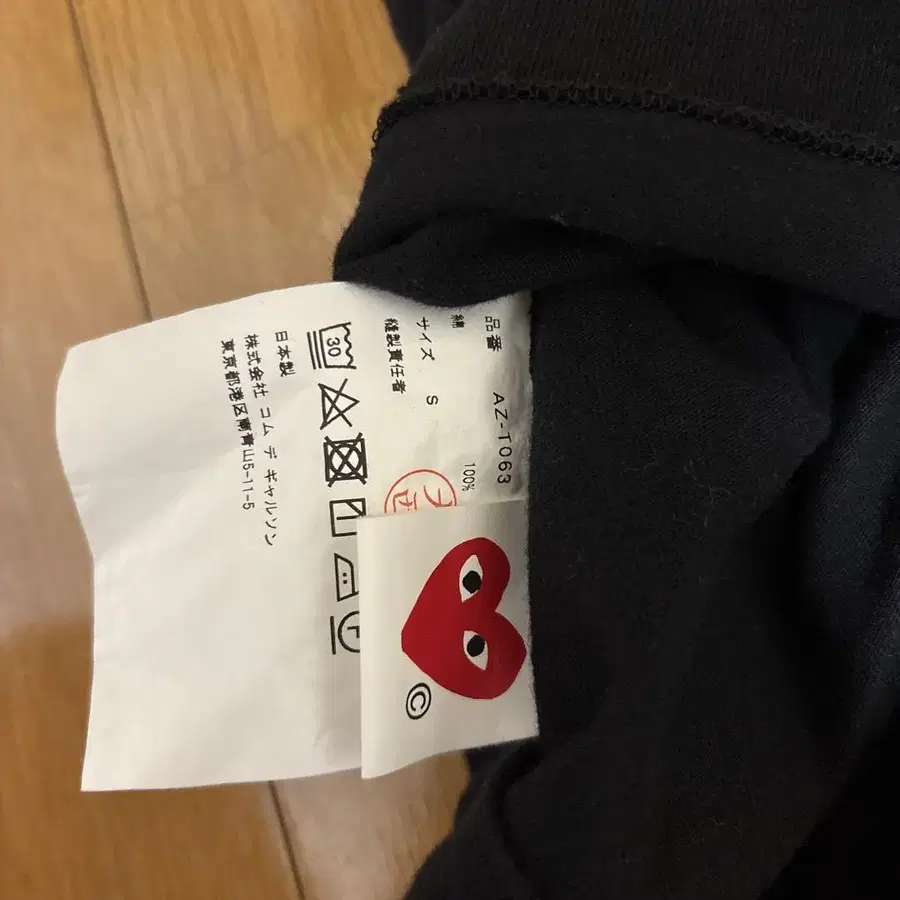 品番 AZ-T063
綿 100%
サイズ S
縫製責任者
30
日本製
株式会社 コム デ ギャルソン
東京都港区南青山5-11-5
©